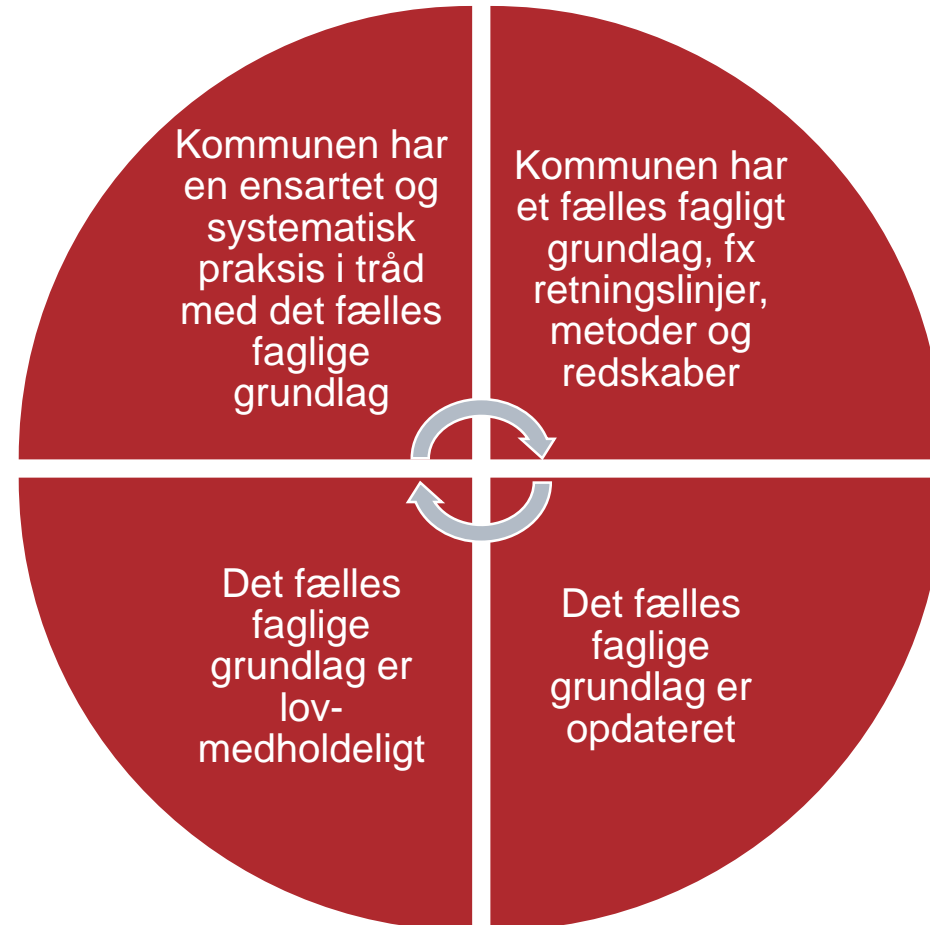 Kommunen har
en ensartet og
systematisk
praksis i tråd
med det fælles
faglige
grundlag
Kommunen har
et fælles fagligt
grundlag, fx
retningslinjer,
metoder og
redskaber
Det fælles
faglige
grundlag er
lov-
medholdeligt
Det fælles
faglige
grundlag er
opdateret